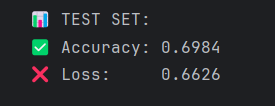 📊 TEST SET:
✅ Accuracy: 0.6984
❌ Loss:     0.6626